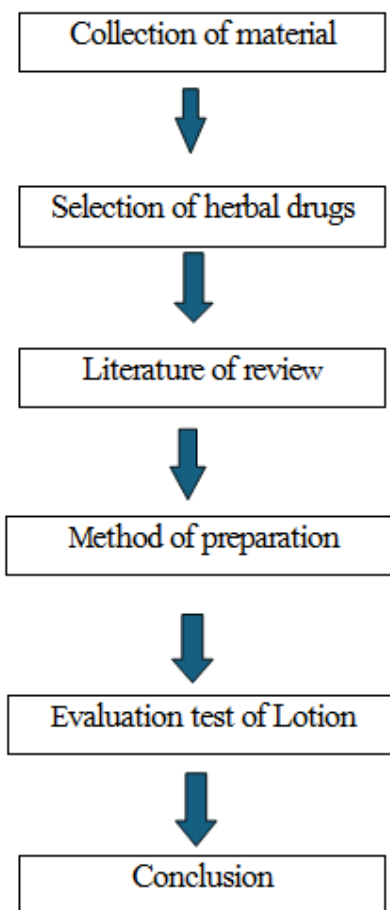 Collection of material
Selection of herbal drugs
Literature of review
Method of preparation
Evaluation test of Lotion
Conclusion